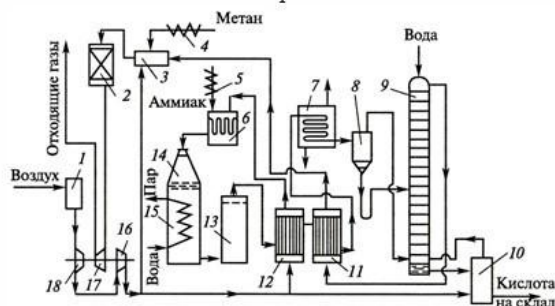 Метан
4
Вода
3
5
7
8
9
2
Аммиак
6
Отходящие газы
14
Воздух
1
Пар
15
13
16
10
Вода
12
11
18
17
Кислота
на склад